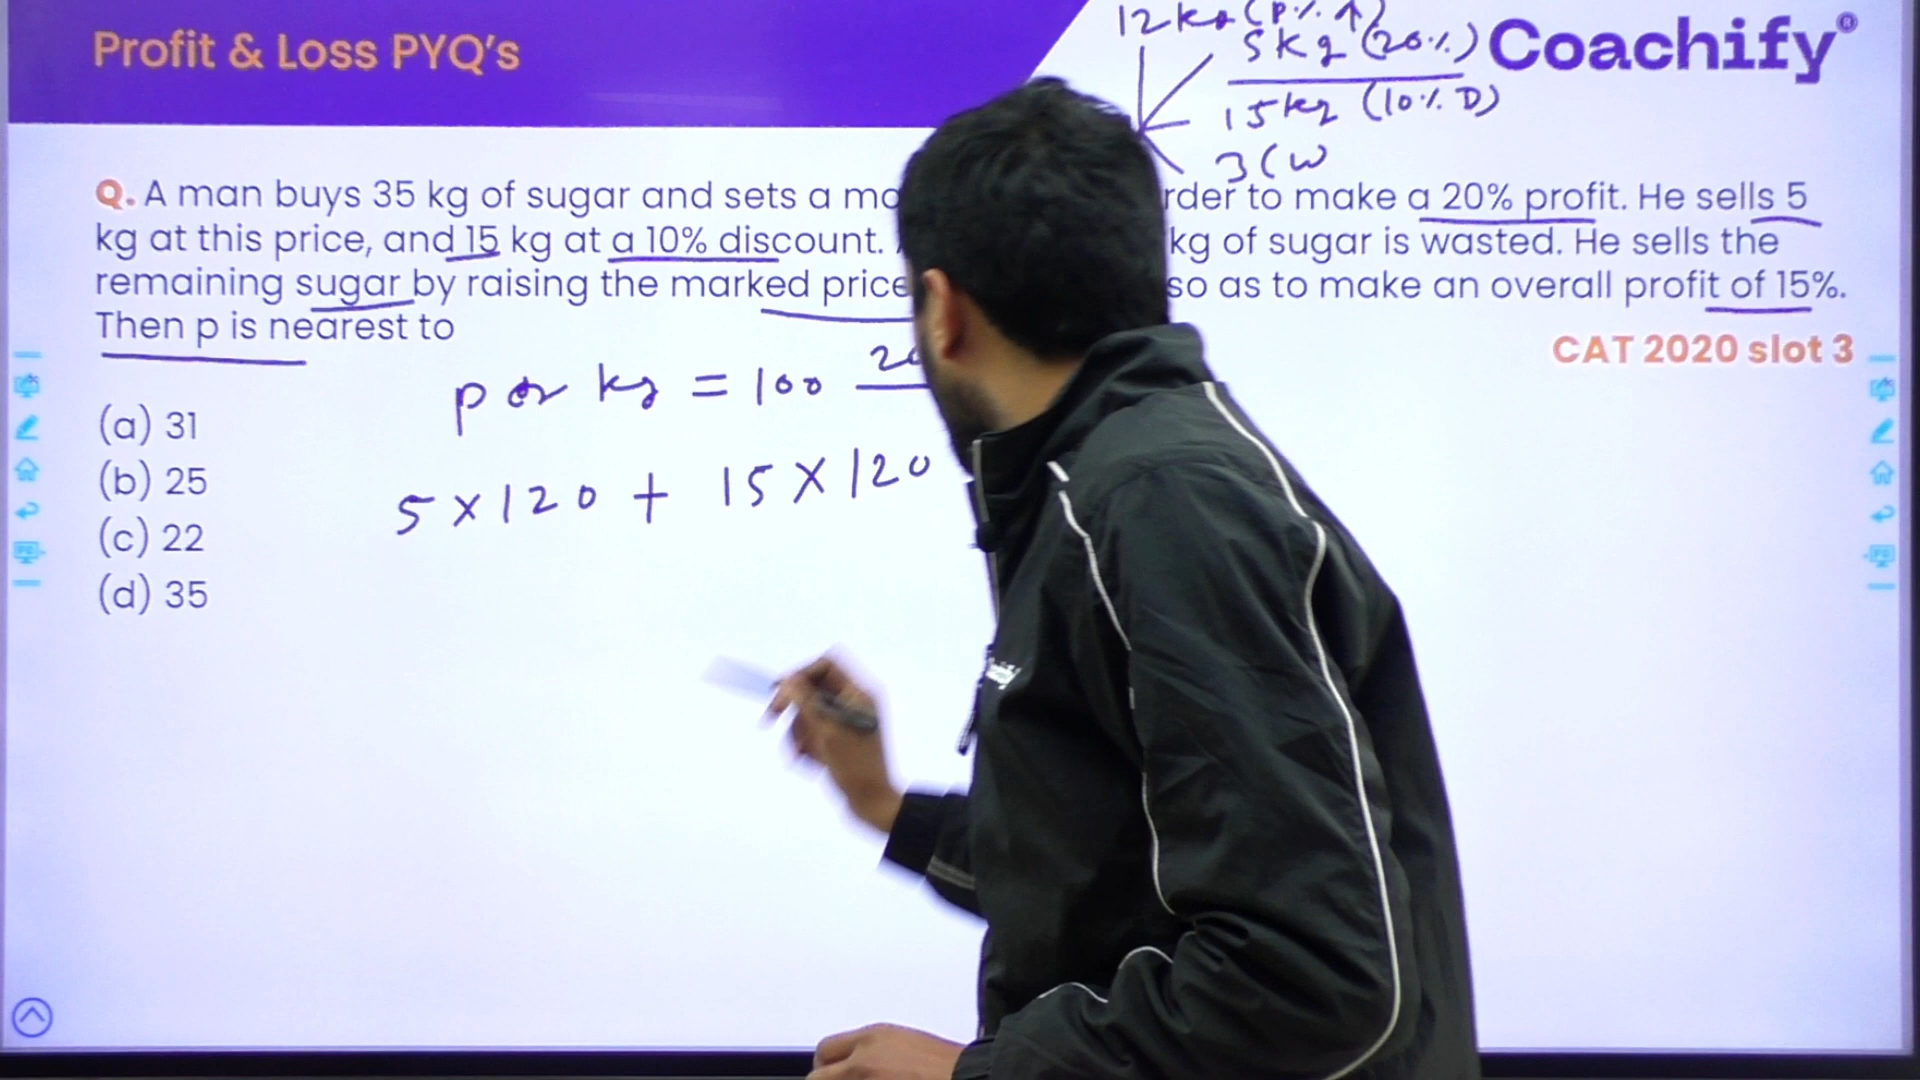 Profit & Loss PYQ's
12 kg (P% ↑)
5 kg (20%)
Coachify®
15 kg (10% D)
3 (W
Q. A man buys 35 kg of sugar and sets a rder to make a 20% profit. He sells 5
kg at this price, and 15 kg at a 10% discount. kg of sugar is wasted. He sells the
remaining sugar by raising the marked price so as to make an overall profit of 15%.
Then p is nearest to
CAT 2020 slot 3
per kg = 100
(a) 31
5 × 120 + 15 × 120
(b) 25
(c) 22
(d) 35